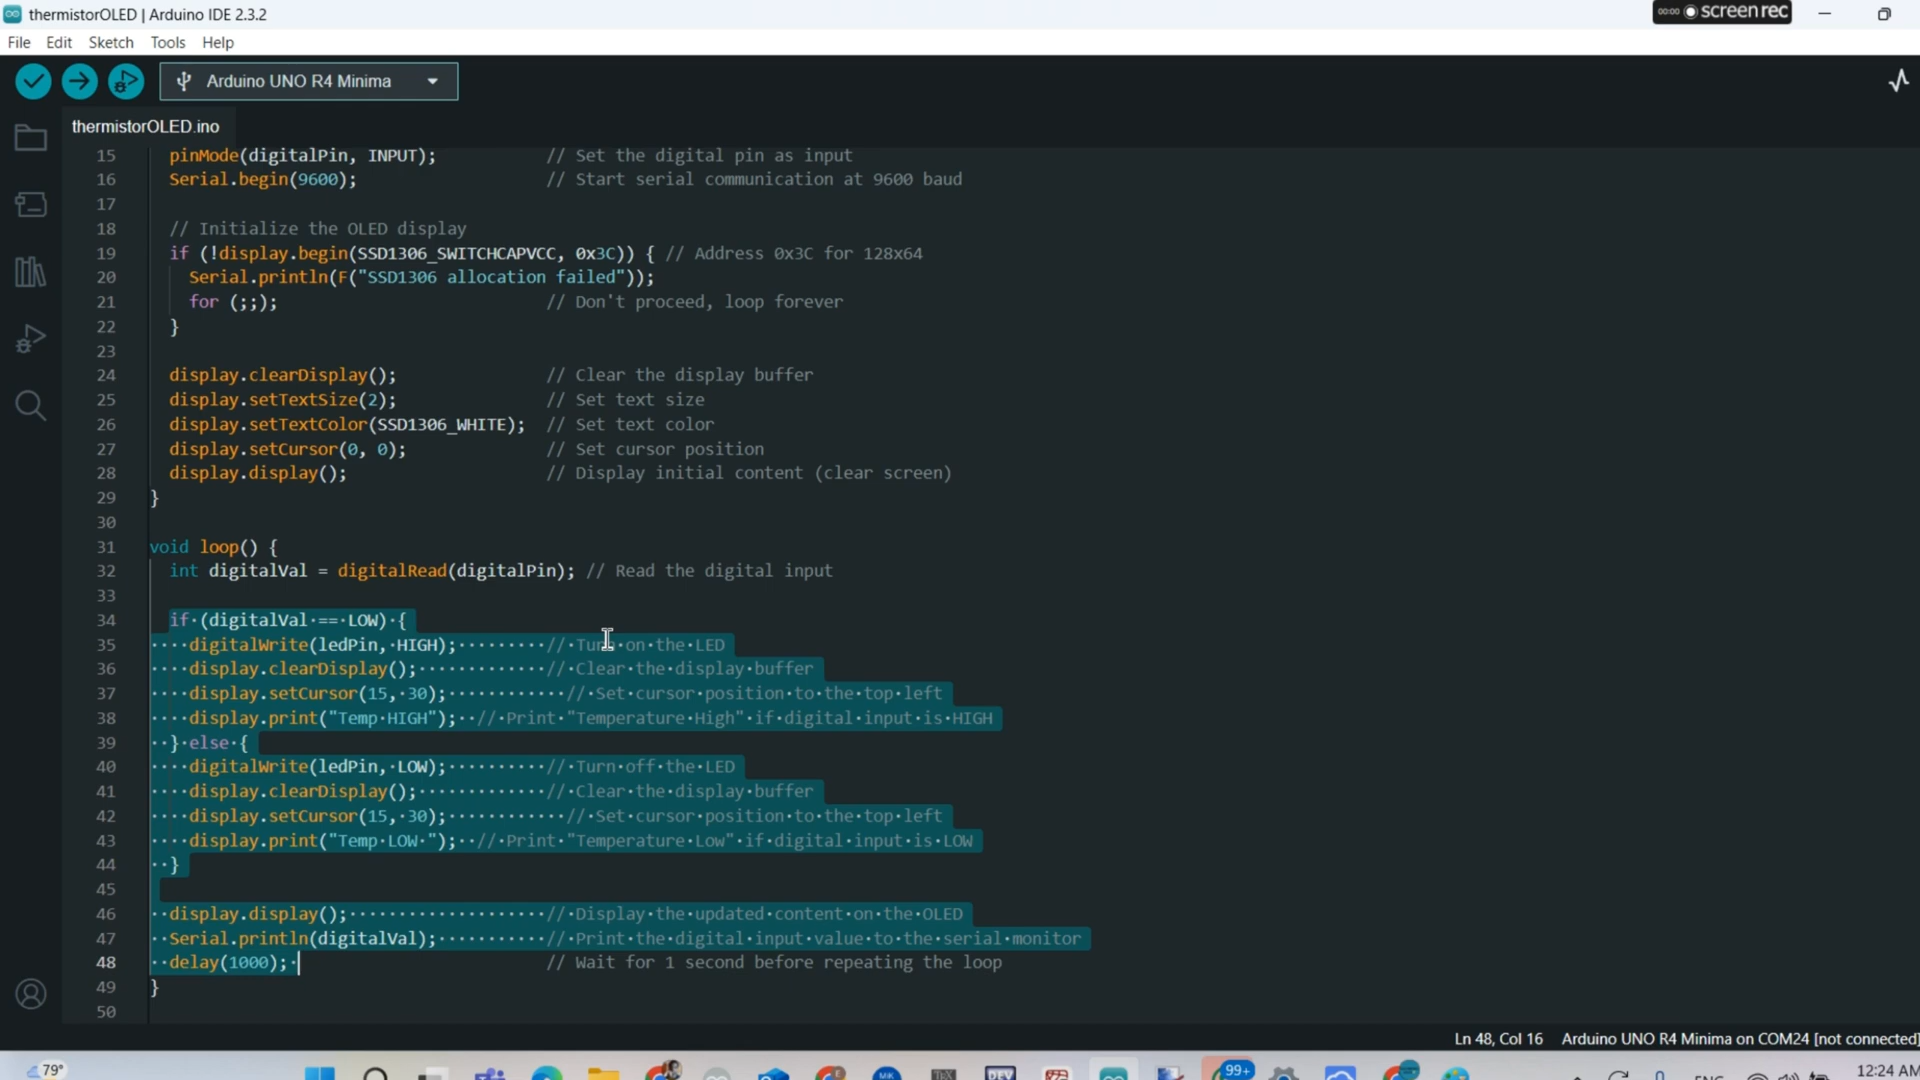 thermistorOLED | Arduino IDE 2.3.2
00:00 screenrec
File Edit Sketch Tools Help
Arduino UNO R4 Minima
thermistorOLED.ino
15 pinMode(digitalPin, INPUT); // Set the digital pin as input
16 Serial.begin(9600); // Start serial communication at 9600 baud
17
18 // Initialize the OLED display
19 if (!display.begin(SSD1306_SWITCHCAPVCC, 0x3C)) { // Address 0x3C for 128x64
20 Serial.println(F("SSD1306 allocation failed"));
21 for (;;); // Don't proceed, loop forever
22 }
23
24 display.clearDisplay(); // Clear the display buffer
25 display.setTextSize(2); // Set text size
26 display.setTextColor(SSD1306_WHITE); // Set text color
27 display.setCursor(0, 0); // Set cursor position
28 display.display(); // Display initial content (clear screen)
29 }
30
31 void loop() {
32 int digitalVal = digitalRead(digitalPin); // Read the digital input
33
34 if (digitalVal == LOW) {
35 digitalWrite(ledPin, HIGH); // Turn on the LED
36 display.clearDisplay(); // Clear the display buffer
37 display.setCursor(15, 30); // Set cursor position to the top left
38 display.print("Temp HIGH"); // Print "Temperature High" if digital input is HIGH
39 } else {
40 digitalWrite(ledPin, LOW); // Turn off the LED
41 display.clearDisplay(); // Clear the display buffer
42 display.setCursor(15, 30); // Set cursor position to the top left
43 display.print("Temp LOW "); // Print "Temperature Low" if digital input is LOW
44 }
45
46 display.display(); // Display the updated content on the OLED
47 Serial.println(digitalVal); // Print the digital input value to the serial monitor
48 delay(1000); // Wait for 1 second before repeating the loop
49 }
50
Ln 48, Col 16 Arduino UNO R4 Minima on COM24 [not connected]
79° 99+ 12:24 AM